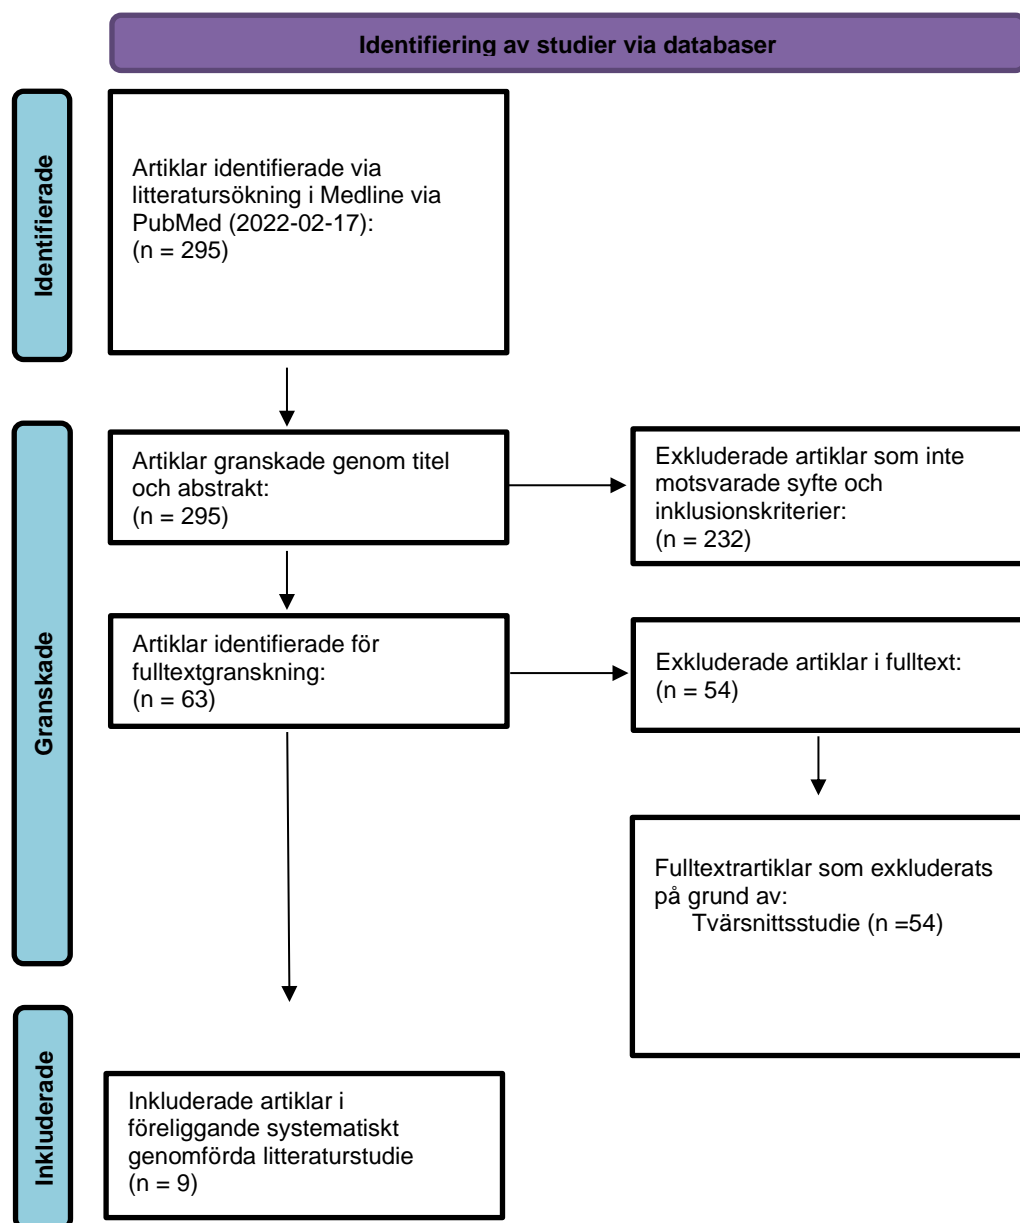 Identifiering av studier via databaser
Identifierade
Artiklar identifierade via
litteratursökning i Medline via
PubMed (2022-02-17):
(n = 295)
Granskade
Artiklar granskade genom titel
och abstrakt:
(n = 295)
Exkluderade artiklar som inte
motsvarade syfte och
inklusionskriterier:
(n = 232)
Artiklar identifierade för
fulltextgranskning:
(n = 63)
Exkluderade artiklar i fulltext:
(n = 54)
Fulltextrartiklar som exkluderats
på grund av:
Tvärsnittsstudie (n =54)
Inkluderade
Inkluderade artiklar i
föreliggande systematiskt
genomförda litteraturstudie
(n = 9)